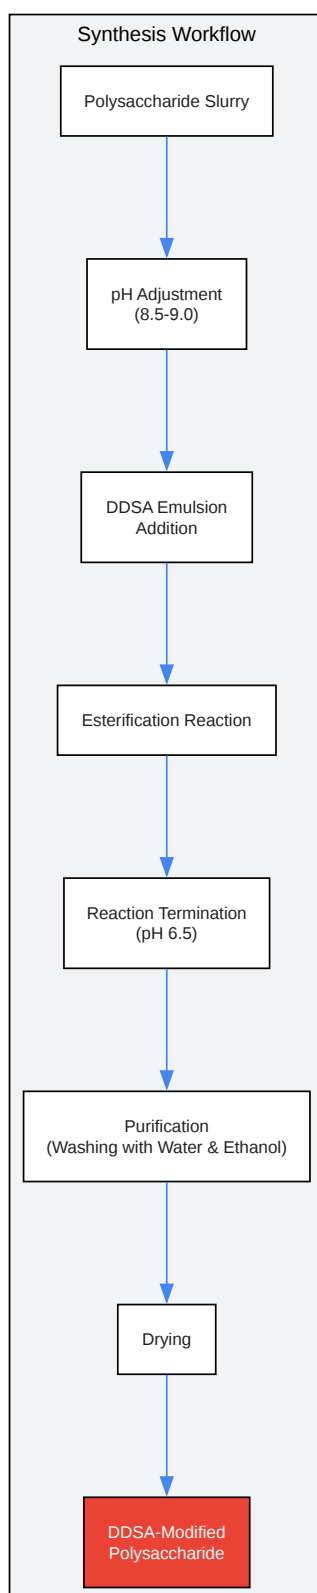 Synthesis Workflow
Polysaccharide Slurry
pH Adjustment
(8.5-9.0)
DDSA Emulsion
Addition
Esterification Reaction
Reaction Termination
(pH 6.5)
Purification
(Washing with Water & Ethanol)
Drying
DDSA-Modified
Polysaccharide